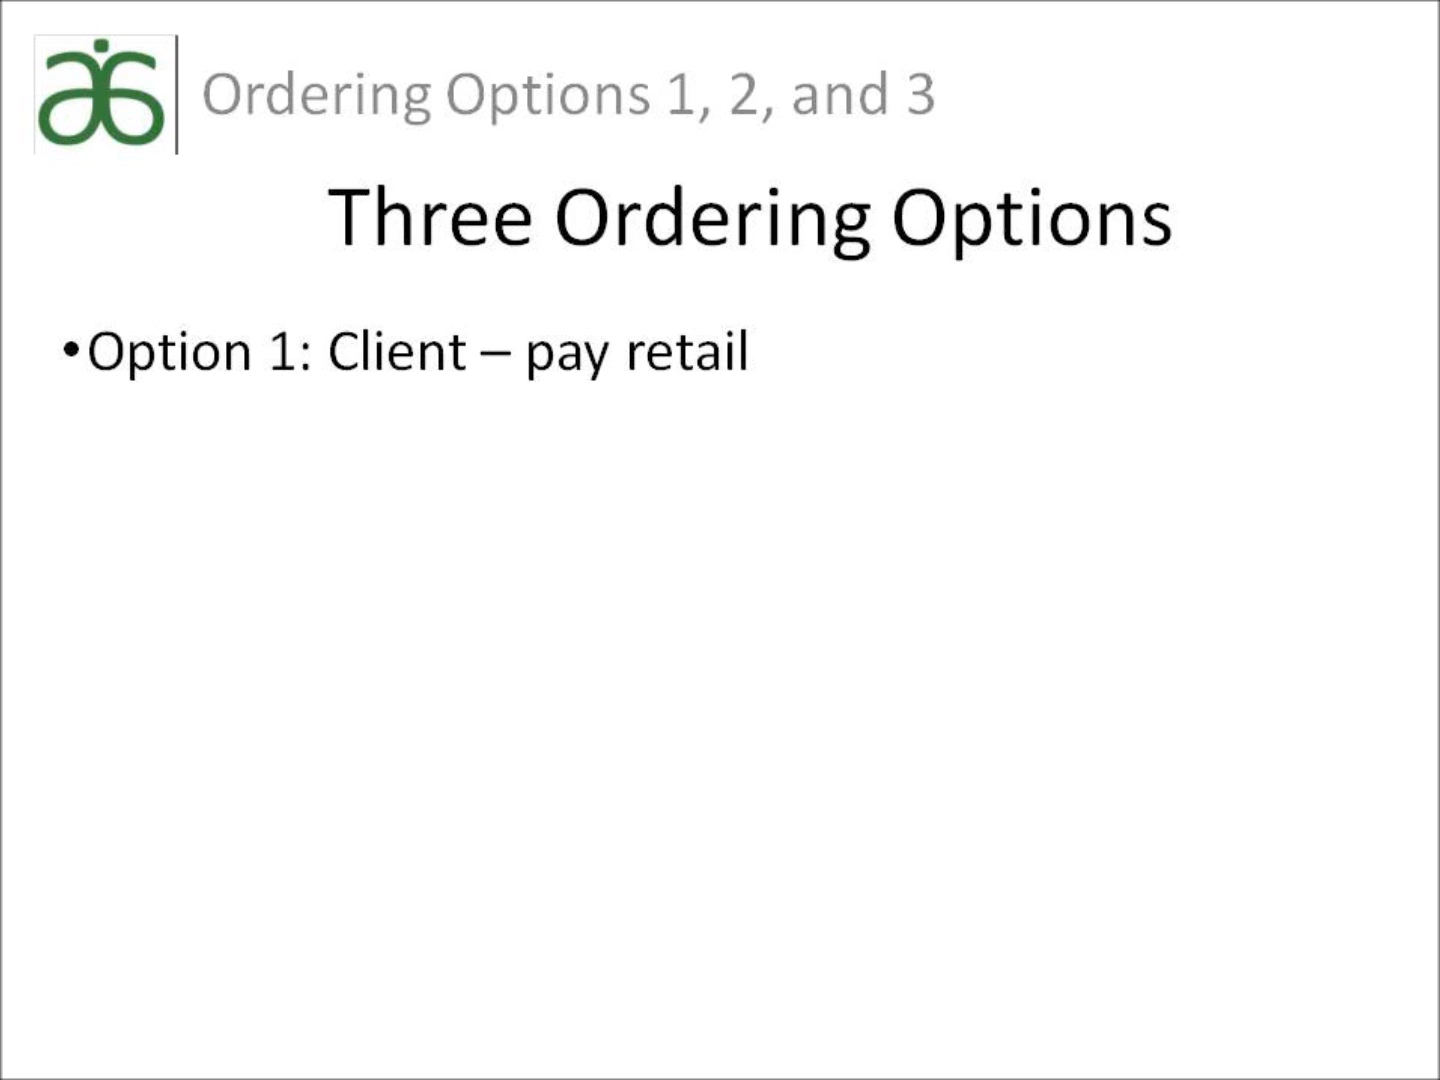 Ordering Options 1, 2, and 3
Three Ordering Options
•Option 1: Client – pay retail